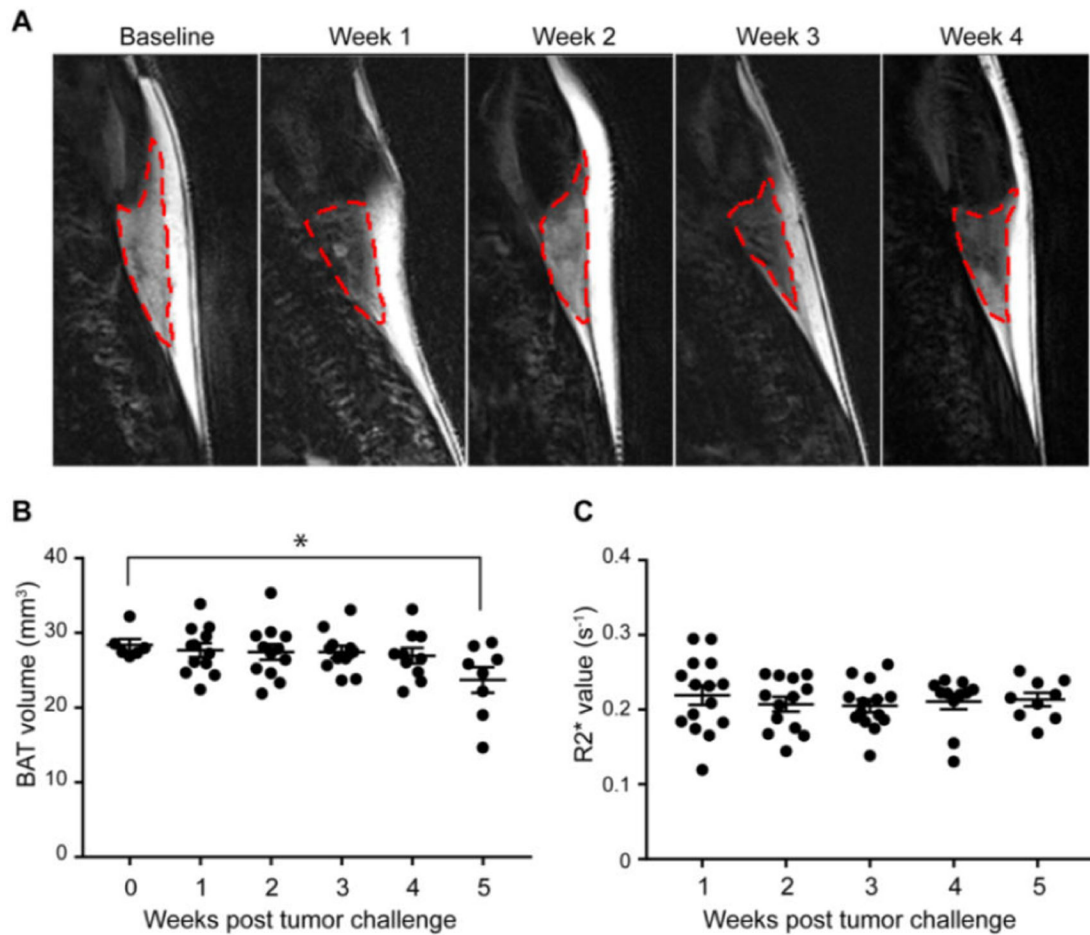 A
Baseline Week 1 Week 2 Week 3 Week 4
B
*
BAT volume (mm³)
40
30
20
10
0
0 1 2 3 4 5
Weeks post tumor challenge
C
R2* value (s⁻¹)
0.4
0.3
0.2
0.1
0
1 2 3 4 5
Weeks post tumor challenge